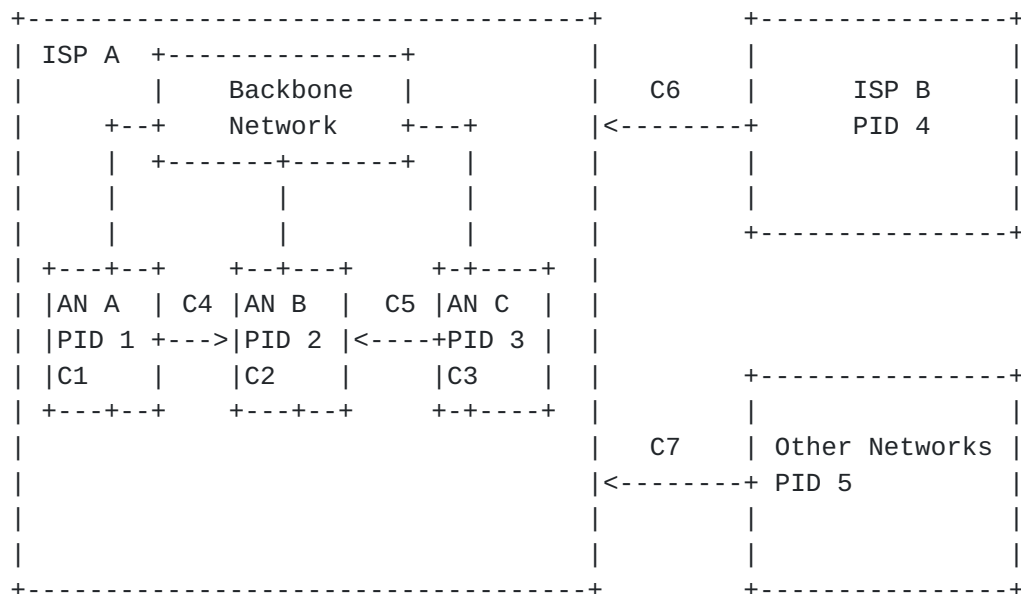 ISP A
Backbone C6 ISP B
Network PID 4
AN A C4 AN B C5 AN C
PID 1 PID 2 PID 3
C1 C2 C3
C7 Other Networks
PID 5